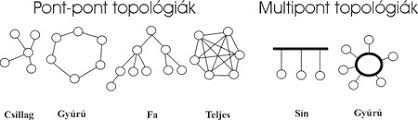 Pont-pont topológiák Multipont topológiák
Csillag Gyűrű Fa Teljes Sín Gyűrű